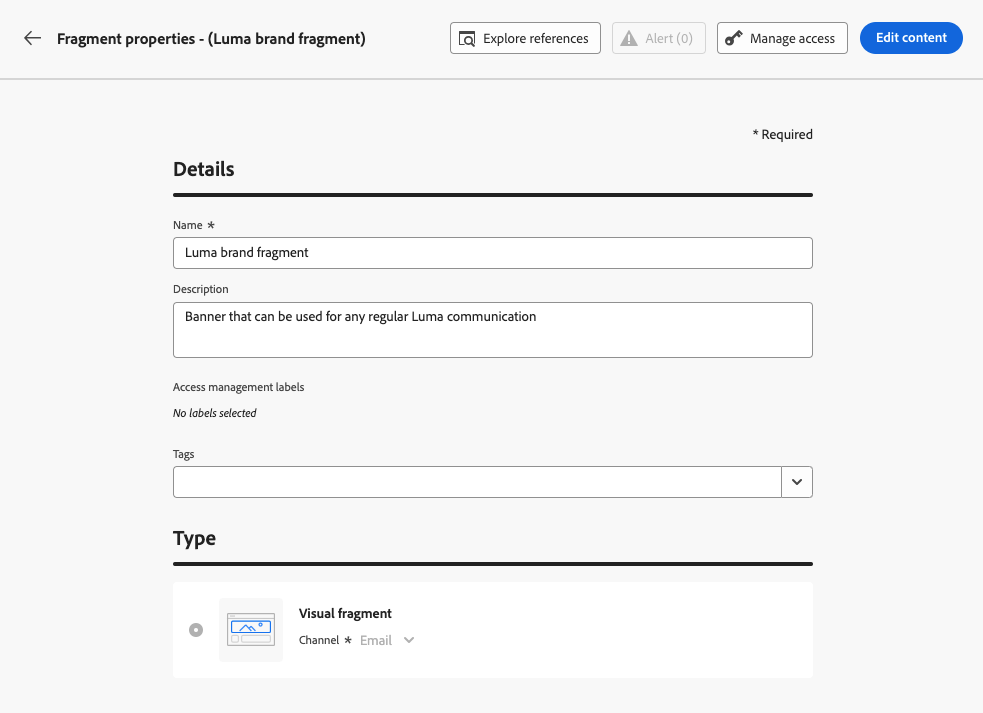 Fragment properties - (Luma brand fragment)
Explore references
Alert (0)
Manage access
Edit content
* Required
Details
Name *
Luma brand fragment
Description
Banner that can be used for any regular Luma communication
Access management labels
No labels selected
Tags
Type
Visual fragment
Channel * Email